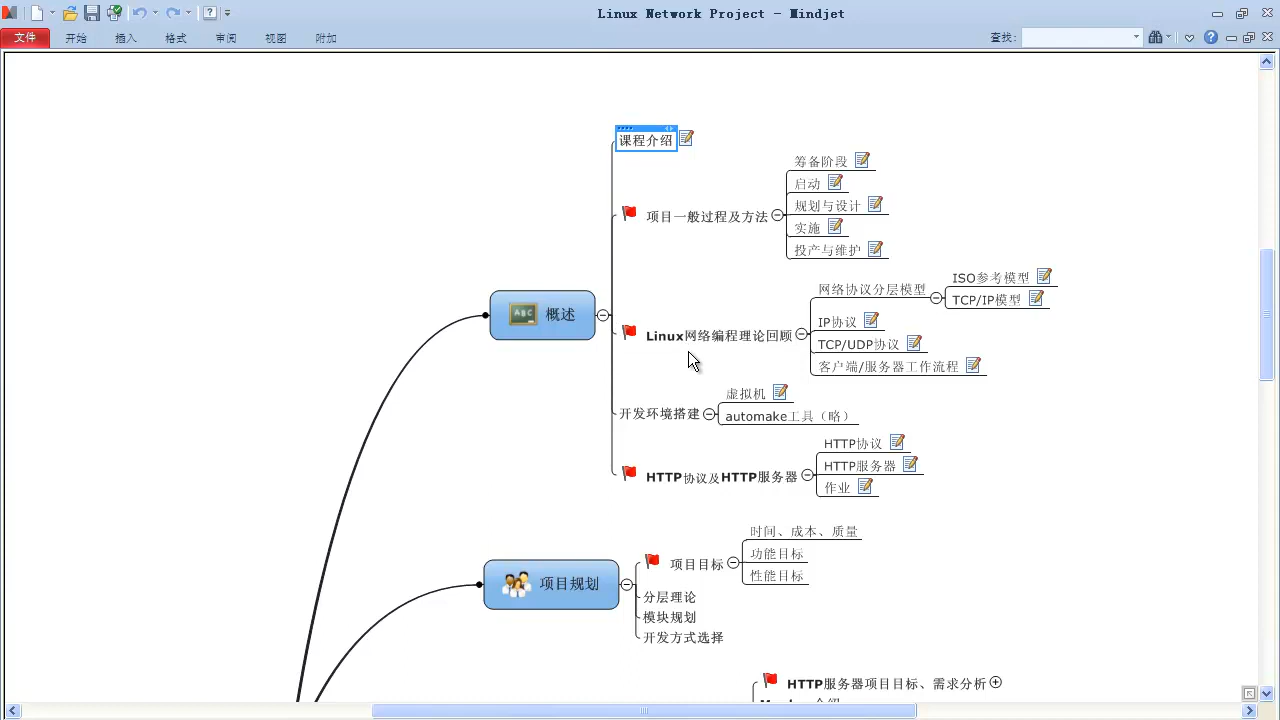 Linux Network Project - Mindjet
文件 开始 插入 格式 审阅 视图 附加 查找:
课程介绍
筹备阶段
启动
项目一般过程及方法
规划与设计
实施
投产与维护
ABC 概述
Linux网络编程理论回顾
网络协议分层模型
ISO参考模型
TCP/IP模型
IP协议
TCP/UDP协议
客户端/服务器工作流程
开发环境搭建
虚拟机
automake工具（略）
HTTP协议及HTTP服务器
HTTP协议
HTTP服务器
作业
项目规划
项目目标
时间、成本、质量
功能目标
性能目标
分层理论
模块规划
开发方式选择
HTTP服务器项目目标、需求分析